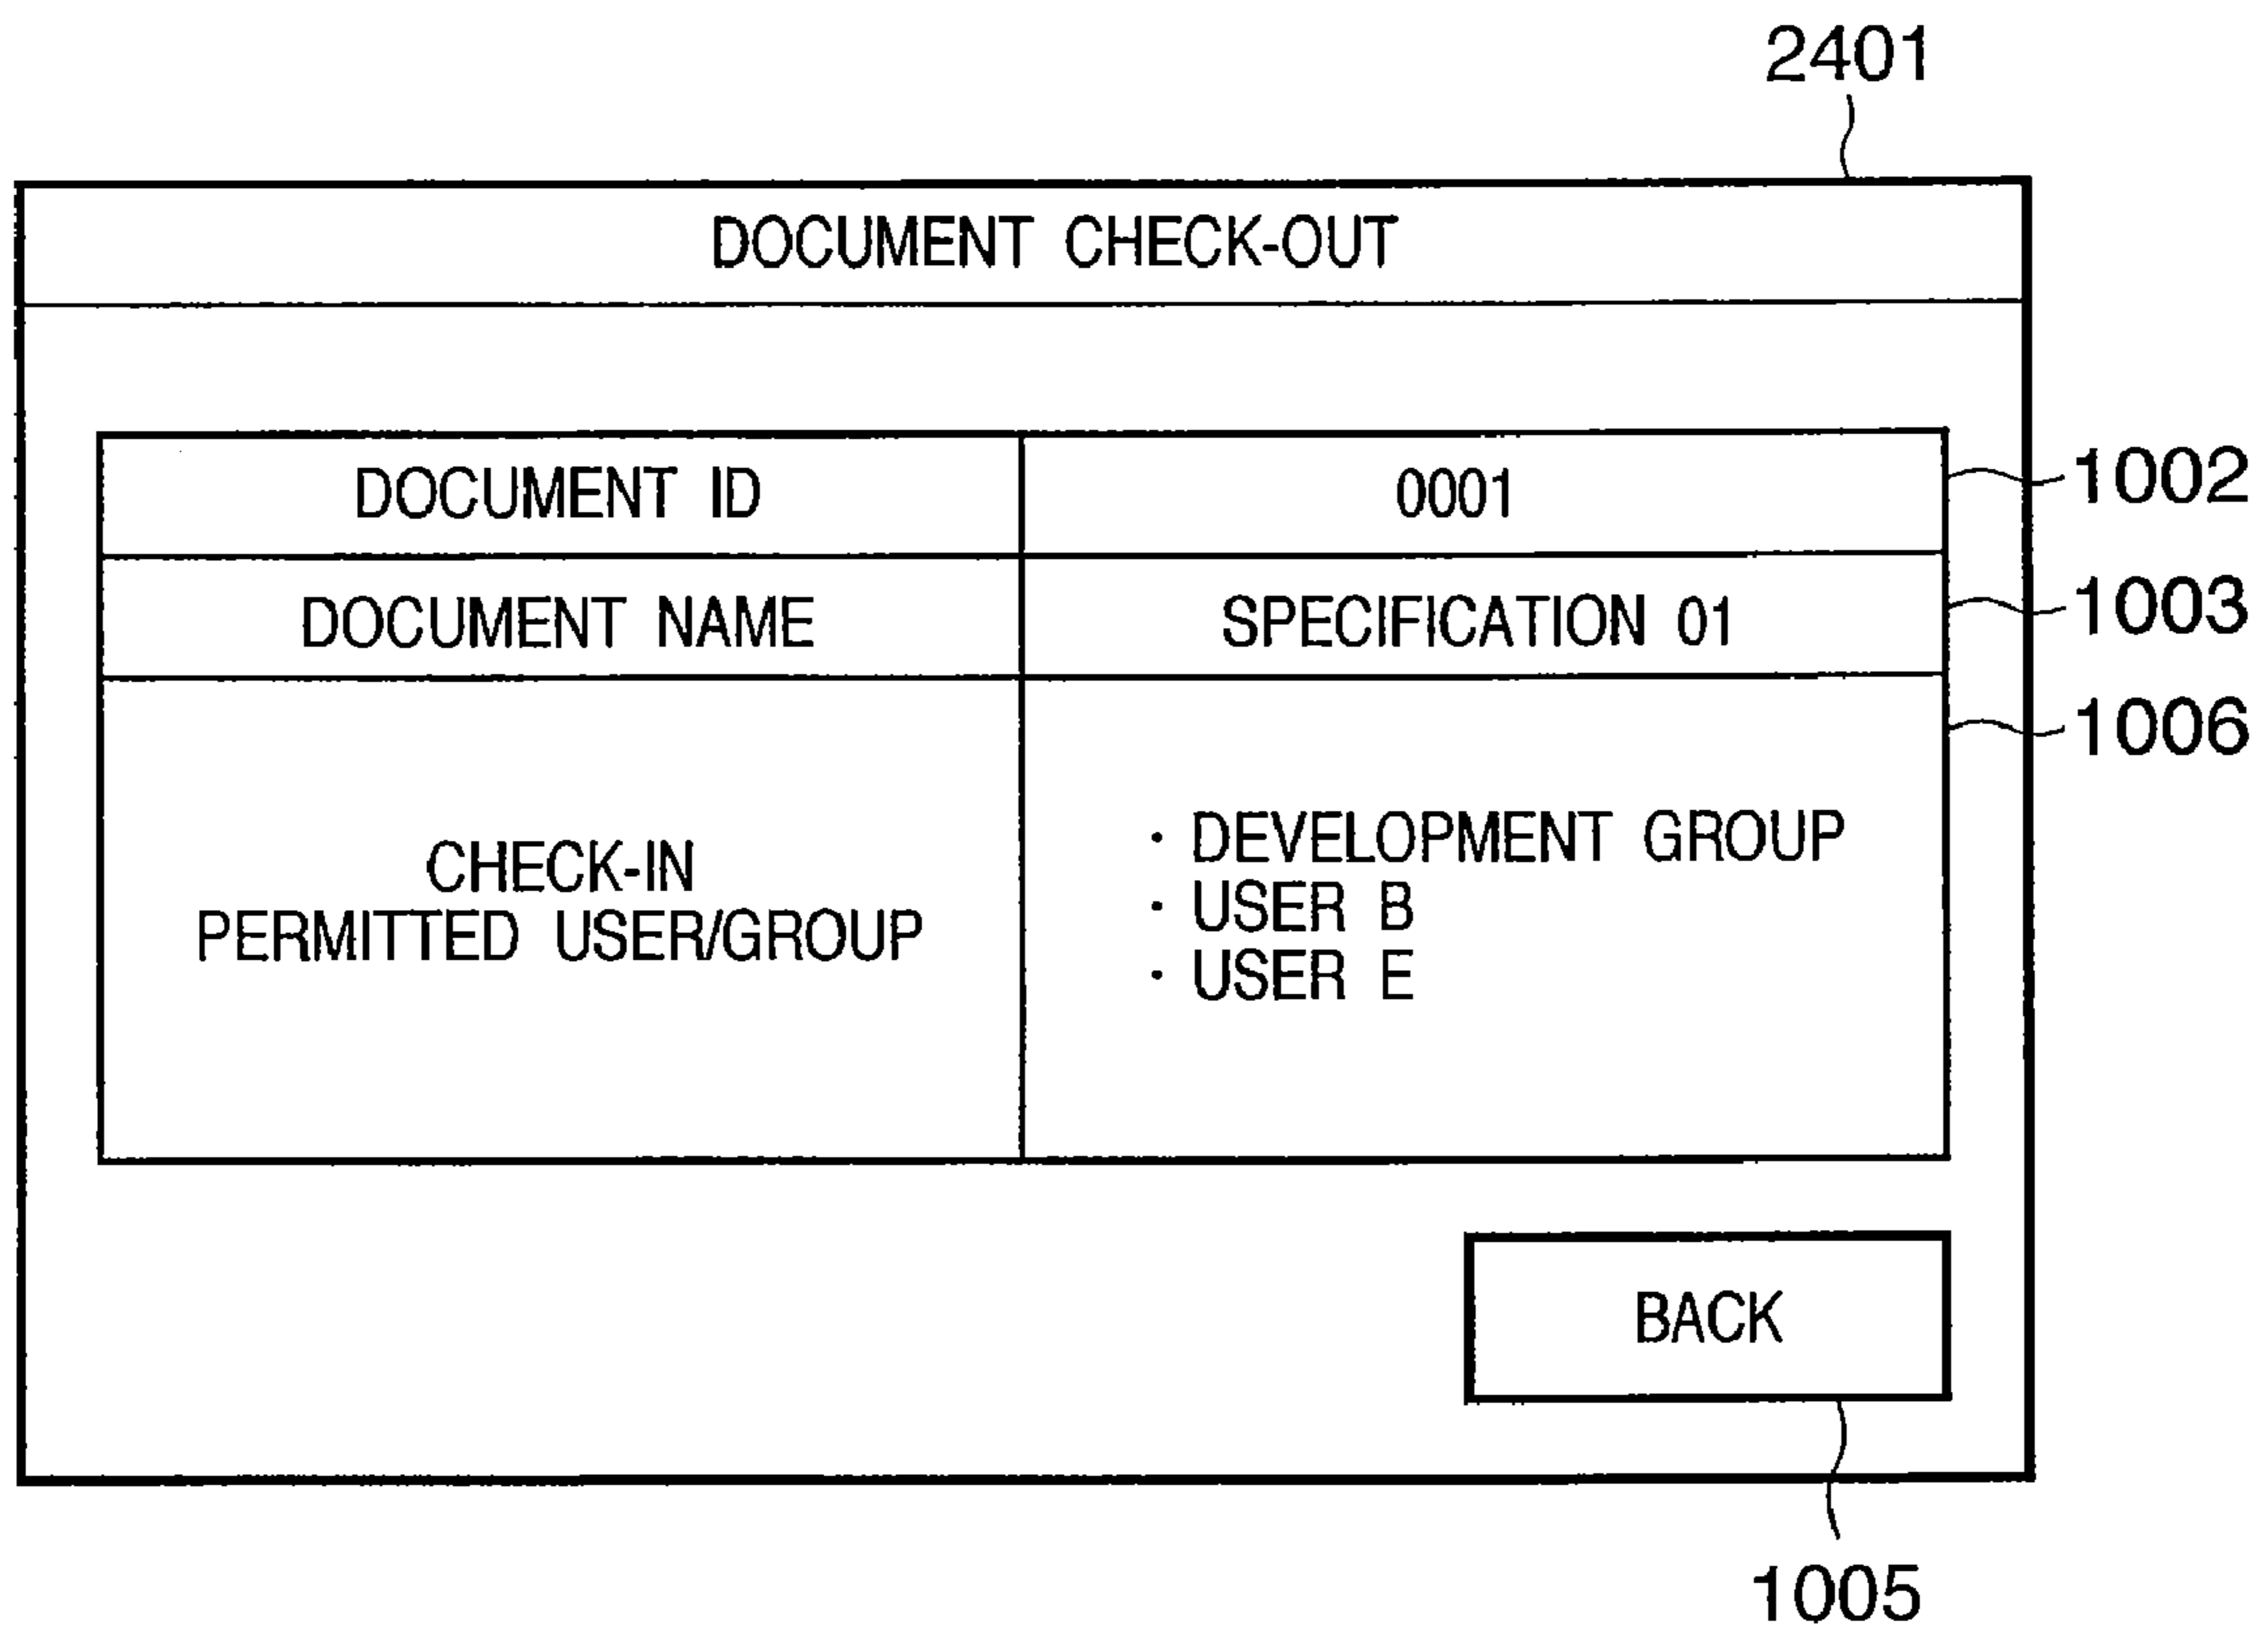 2401
DOCUMENT CHECK-OUT
DOCUMENT ID
0001
1002
DOCUMENT NAME
SPECIFICATION 01
1003
1006
CHECK-IN
PERMITTED USER/GROUP
· DEVELOPMENT GROUP
· USER B
· USER E
BACK
1005